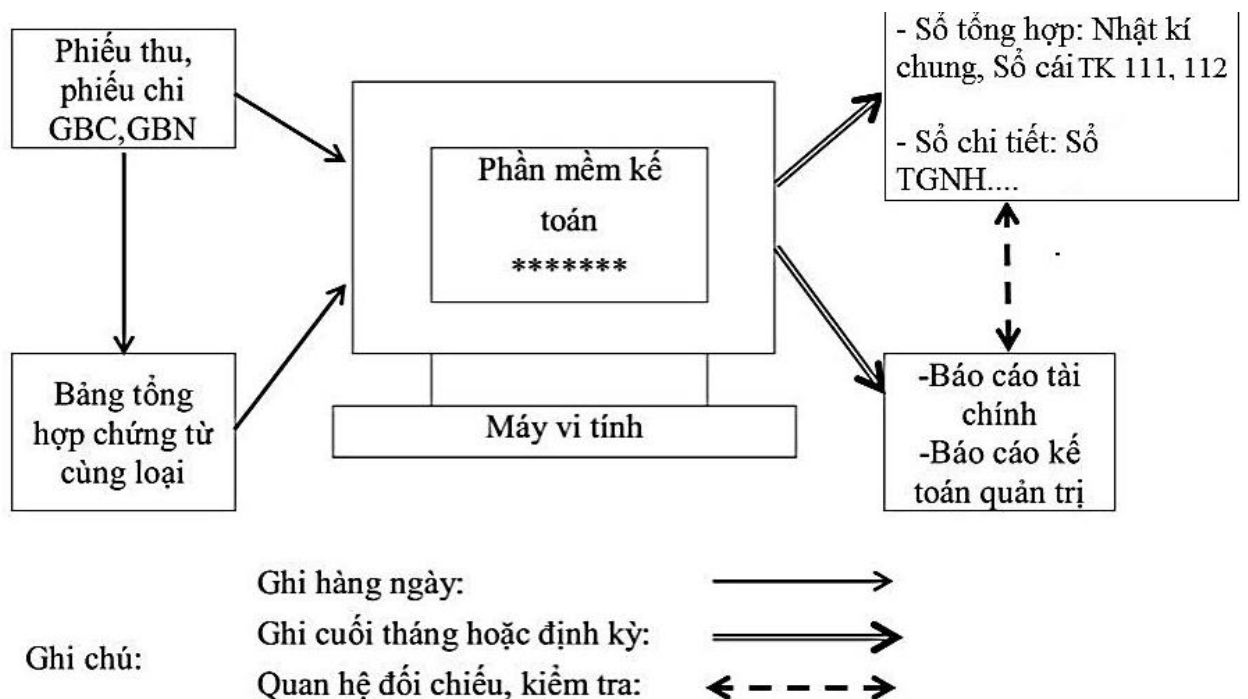 Phiếu thu,
phiếu chi
GBC,GBN
Bảng tổng
hợp chứng từ
cùng loại
Phần mềm kế
toán
*******
Máy vi tính
- Sổ tổng hợp: Nhật kí
chung, Sổ cái TK 111, 112
- Sổ chi tiết: Sổ
TGNH....
-Báo cáo tài
chính
-Báo cáo kế
toán quản trị
Ghi chú:
Ghi hàng ngày:
Ghi cuối tháng hoặc định kỳ:
Quan hệ đối chiếu, kiểm tra: